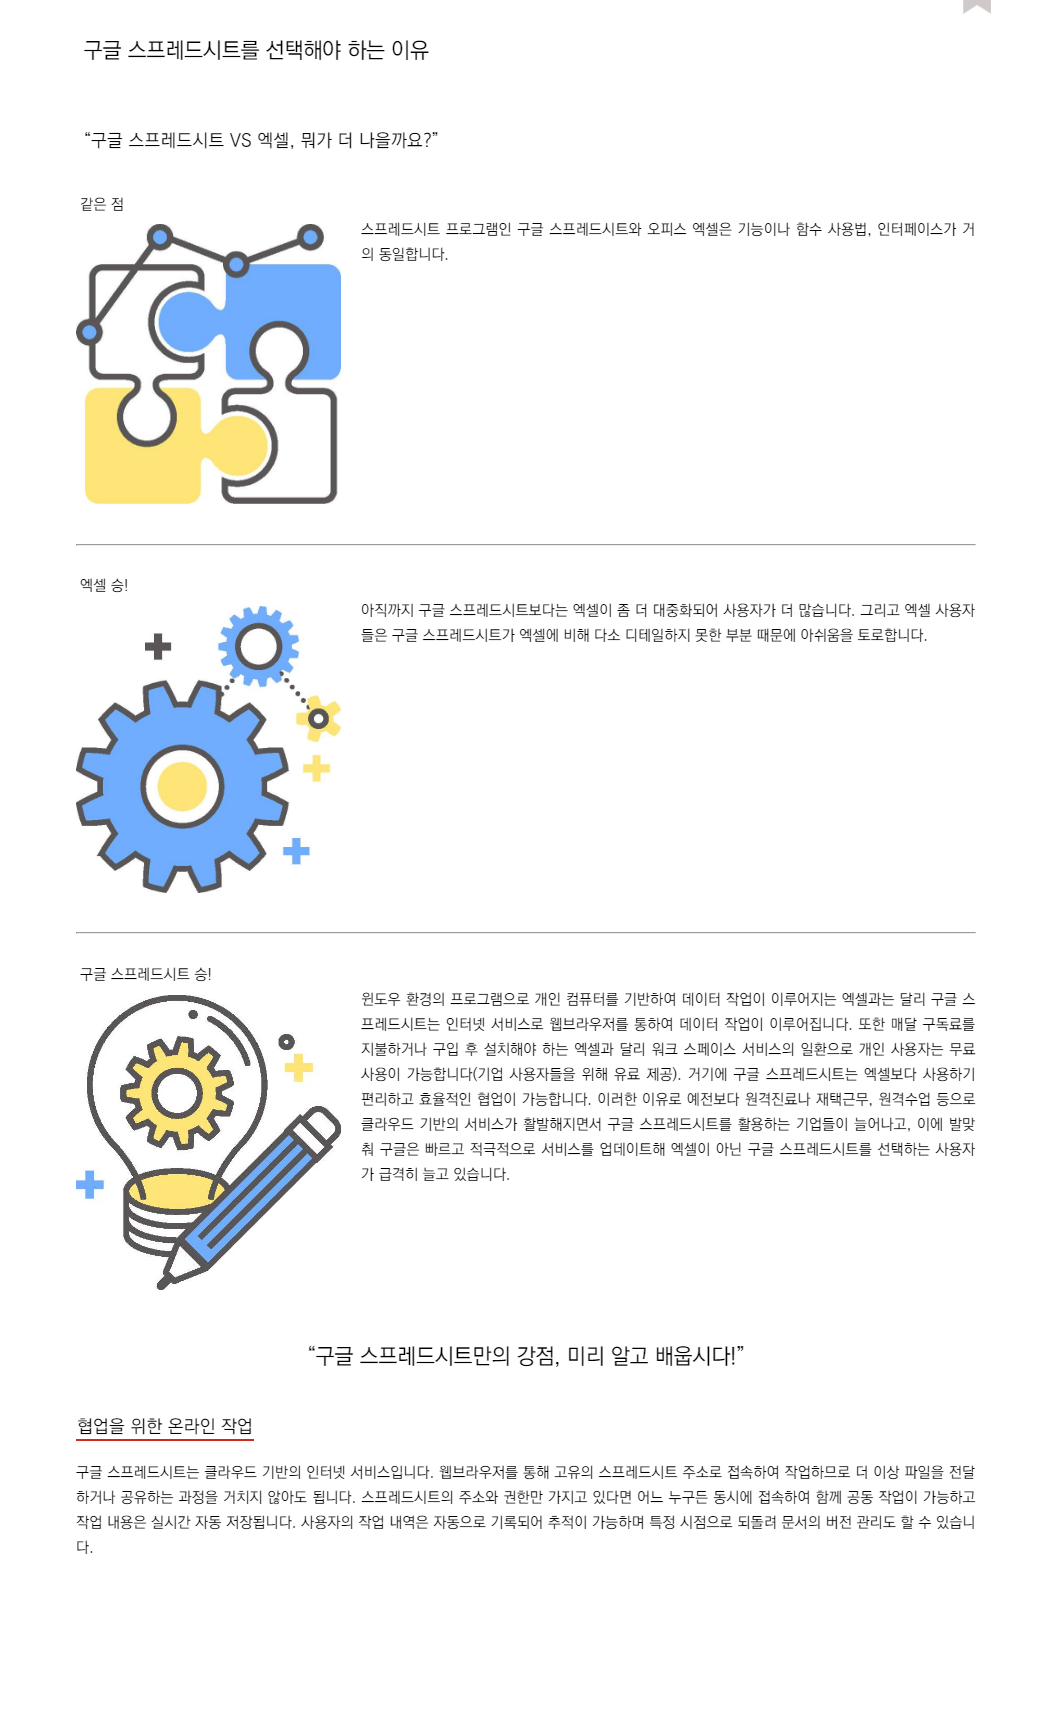 구글 스프레드시트를 선택해야 하는 이유
“구글 스프레드시트 VS 엑셀, 뭐가 더 나을까요?”
같은 점
스프레드시트 프로그램인 구글 스프레드시트와 오피스 엑셀은 기능이나 함수 사용법, 인터페이스가 거
의 동일합니다.
엑셀 승!
아직까지 구글 스프레드시트보다는 엑셀이 좀 더 대중화되어 사용자가 더 많습니다. 그리고 엑셀 사용자
들은 구글 스프레드시트가 엑셀에 비해 다소 디테일하지 못한 부분 때문에 아쉬움을 토로합니다.
구글 스프레드시트 승!
윈도우 환경의 프로그램으로 개인 컴퓨터를 기반하여 데이터 작업이 이루어지는 엑셀과는 달리 구글 스
프레드시트는 인터넷 서비스로 웹브라우저를 통하여 데이터 작업이 이루어집니다. 또한 매달 구독료를
지불하거나 구입 후 설치해야 하는 엑셀과 달리 워크 스페이스 서비스의 일환으로 개인 사용자는 무료
사용이 가능합니다(기업 사용자들을 위해 유료 제공). 거기에 구글 스프레드시트는 엑셀보다 사용하기
편리하고 효율적인 협업이 가능합니다. 이러한 이유로 예전보다 원격진료나 재택근무, 원격수업 등으로
클라우드 기반의 서비스가 활발해지면서 구글 스프레드시트를 활용하는 기업들이 늘어나고, 이에 발맞
춰 구글은 빠르고 적극적으로 서비스를 업데이트해 엑셀이 아닌 구글 스프레드시트를 선택하는 사용자
가 급격히 늘고 있습니다.
“구글 스프레드시트만의 강점, 미리 알고 배웁시다!”
협업을 위한 온라인 작업
구글 스프레드시트는 클라우드 기반의 인터넷 서비스입니다. 웹브라우저를 통해 고유의 스프레드시트 주소로 접속하여 작업하므로 더 이상 파일을 전달
하거나 공유하는 과정을 거치지 않아도 됩니다. 스프레드시트의 주소와 권한만 가지고 있다면 어느 누구든 동시에 접속하여 함께 공동 작업이 가능하고
작업 내용은 실시간 자동 저장됩니다. 사용자의 작업 내역은 자동으로 기록되어 추적이 가능하며 특정 시점으로 되돌려 문서의 버전 관리도 할 수 있습니
다.